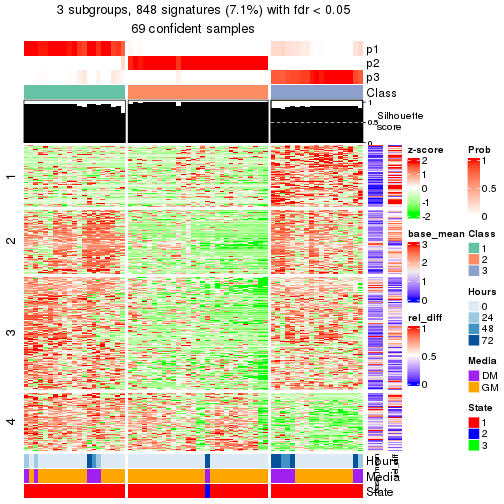 3 subgroups, 848 signatures (7.1%) with fdr < 0.05
69 confident samples
p1
p2
p3
Class
1
0.5
0
Silhouette
score
1
2
3
4
Hours
Media
State
rel_diff
z-score
2
1
0
-1
-2
base_mean
3
2
1
0
rel_diff
1
0.5
0
Prob
1
0.5
0
Class
1
2
3
Hours
0
24
48
72
Media
DM
GM
State
1
2
3